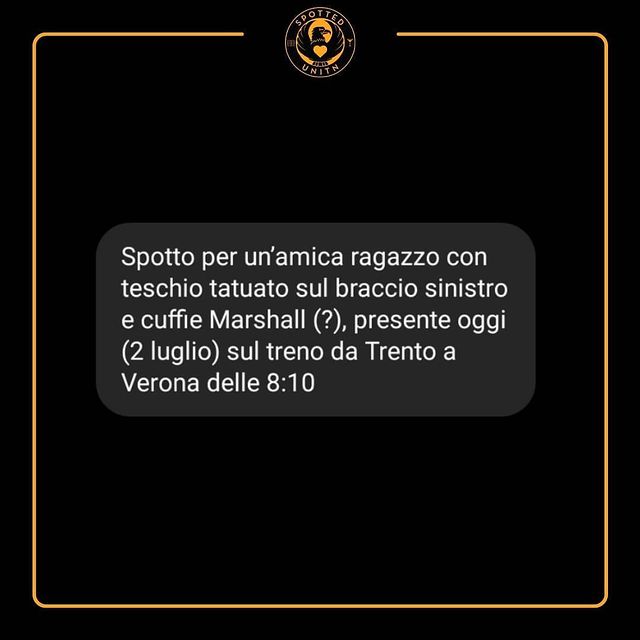 SPOTTED
UNITN
Spotto per un’amica ragazzo con
teschio tatuato sul braccio sinistro
e cuffie Marshall (?), presente oggi
(2 luglio) sul treno da Trento a
Verona delle 8:10